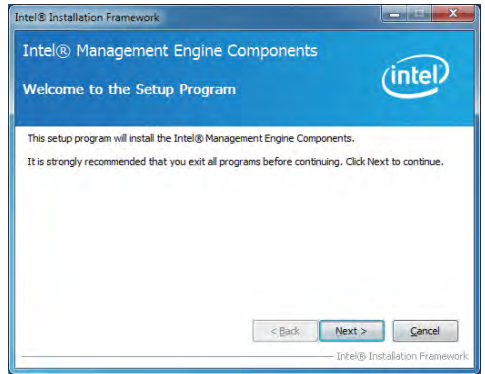 Intel® Installation Framework
Intel® Management Engine Components
Welcome to the Setup Program
intel
This setup program will install the Intel® Management Engine Components.
It is strongly recommended that you exit all programs before continuing. Click Next to continue.
< Back Next > Cancel
Intel® Installation Framework